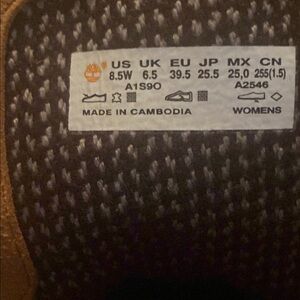 US UK EU JP MX CN
8.5W 6.5 39.5 25.5 25,0 255(1.5)
A1S9O A2546
MADE IN CAMBODIA WOMENS